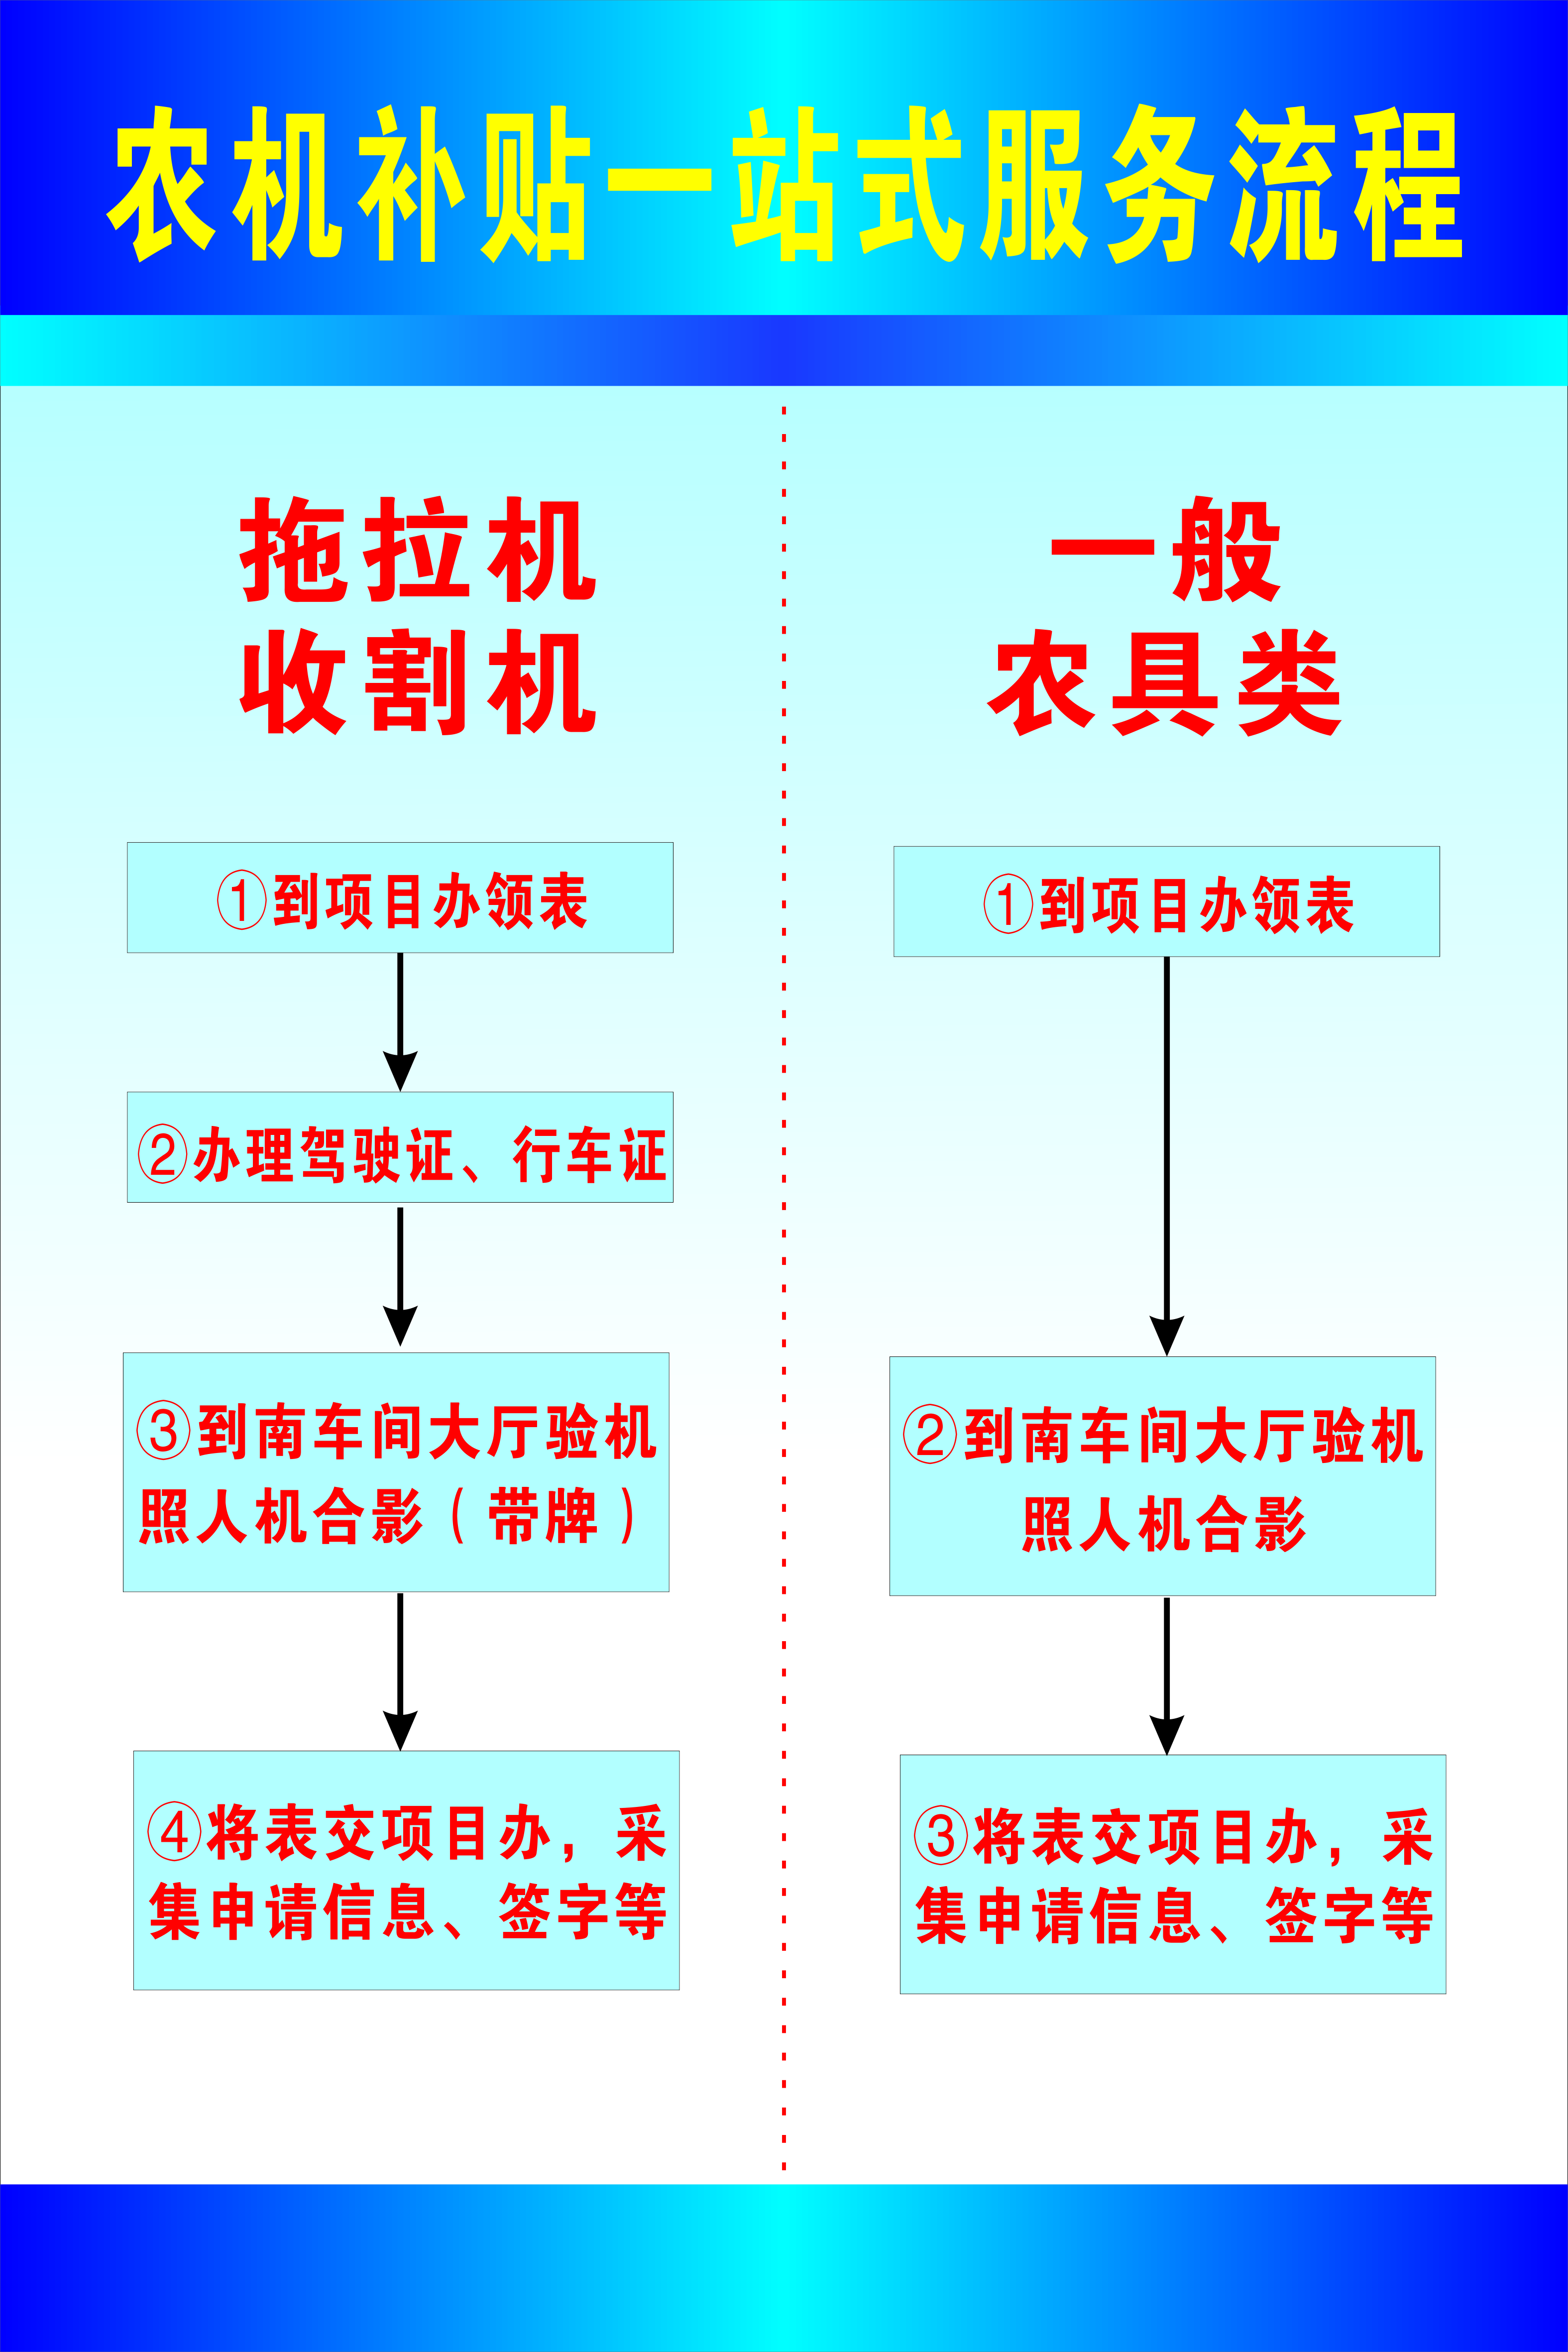 农机补贴一站式服务流程
拖拉机
收割机
①到项目办领表
②办理驾驶证、行车证
③到南车间大厅验机
照人机合影（带牌）
④将表交项目办，采
集申请信息、签字等
一般
农具类
①到项目办领表
②到南车间大厅验机
照人机合影
③将表交项目办，采
集申请信息、签字等